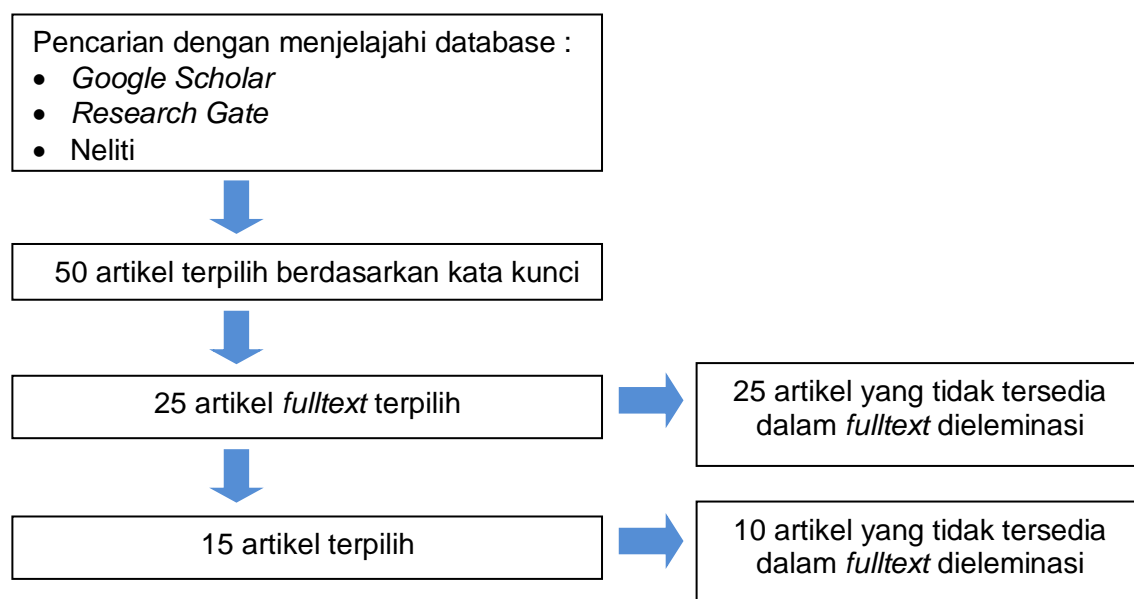 Pencarian dengan menjelajahi database :
• Google Scholar
• Research Gate
• Neliti
50 artikel terpilih berdasarkan kata kunci
25 artikel fulltext terpilih
25 artikel yang tidak tersedia
dalam fulltext dieleminasi
15 artikel terpilih
10 artikel yang tidak tersedia
dalam fulltext dieleminasi